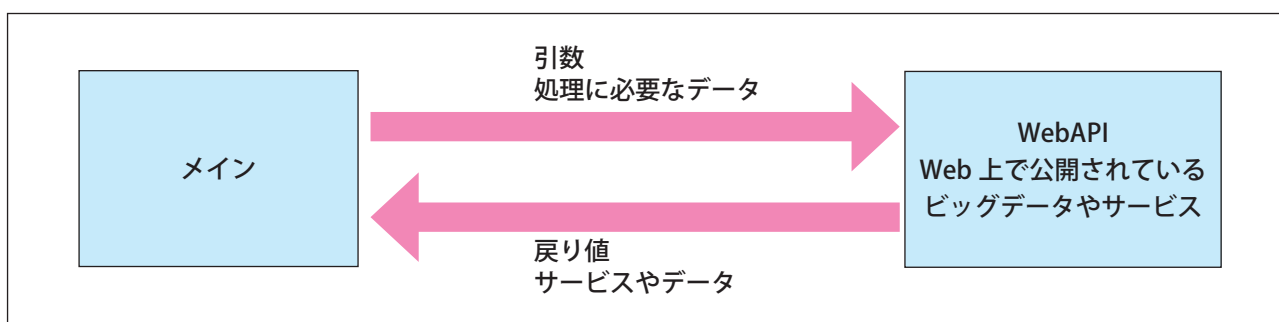 引数
処理に必要なデータ
メイン
WebAPI
Web 上で公開されている
ビッグデータやサービス
戻り値
サービスやデータ